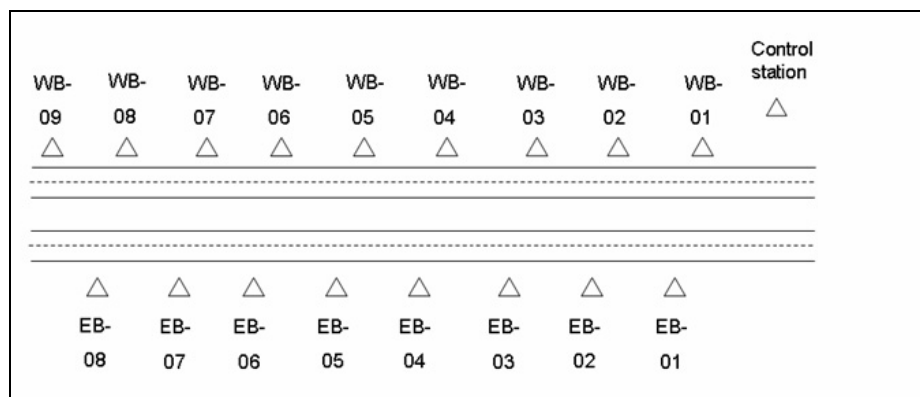 Control
station
WB- WB- WB- WB- WB- WB- WB- WB- WB-
09 08 07 06 05 04 03 02 01
EB- EB- EB- EB- EB- EB- EB- EB-
08 07 06 05 04 03 02 01